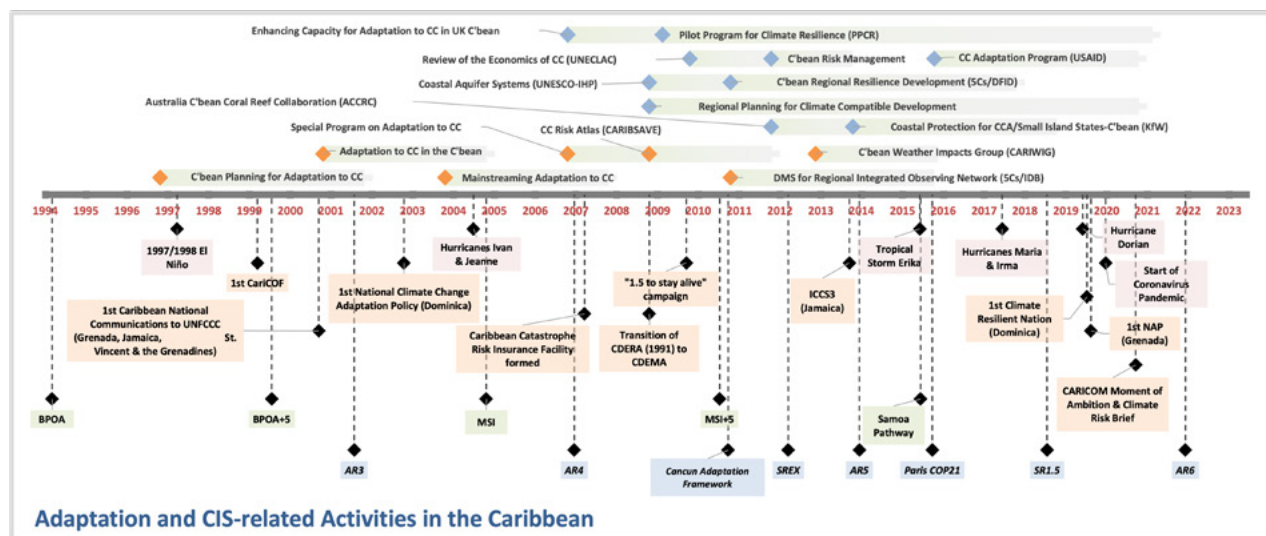 Enhancing Capacity for Adaptation to CC in UK C'bean
Pilot Program for Climate Resilience (PPCR)
Review of the Economics of CC (UNECLAC)
C'bean Risk Management
CC Adaptation Program (USAID)
Coastal Aquifer Systems (UNESCO-IHP)
C'bean Regional Resilience Development (5Cs/DFID)
Australia C'bean Coral Reef Collaboration (ACCRC)
Regional Planning for Climate Compatible Development
Special Program on Adaptation to CC
CC Risk Atlas (CARIBSAVE)
Coastal Protection for CCA/Small Island States-C'bean (KfW)
Adaptation to CC in the C'bean
C'bean Weather Impacts Group (CARIWIG)
C'bean Planning for Adaptation to CC
Mainstreaming Adaptation to CC
DMS for Regional Integrated Observing Network (5Cs/IDB)
1994 1995 1996 1997 1998 1999 2000 2001 2002 2003 2004 2005 2006 2007 2008 2009 2010 2011 2012 2013 2014 2015 2016 2017 2018 2019 2020 2021 2022 2023
1997/1998 El
Niño
1st CariCOF
1st Caribbean National
Communications to UNFCCC
(Grenada, Jamaica, St.
Vincent & the Grenadines)
1st National Climate Change
Adaptation Policy (Dominica)
Hurricanes Ivan
& Jeanne
Caribbean Catastrophe
Risk Insurance Facility
formed
"1.5 to stay alive"
campaign
Transition of
CDERA (1991) to
CDEMA
ICCS3
(Jamaica)
Tropical
Storm Erika
Hurricanes Maria
& Irma
Hurricane
Dorian
Start of
Coronavirus
Pandemic
1st Climate
Resilient Nation
(Dominica)
1st NAP
(Grenada)
CARICOM Moment of
Ambition & Climate
Risk Brief
BPOA
BPOA+5
MSI
MSI+5
Samoa
Pathway
AR3
AR4
Cancun Adaptation
Framework
SREX
AR5
Paris COP21
SR1.5
AR6
Adaptation and CIS-related Activities in the Caribbean